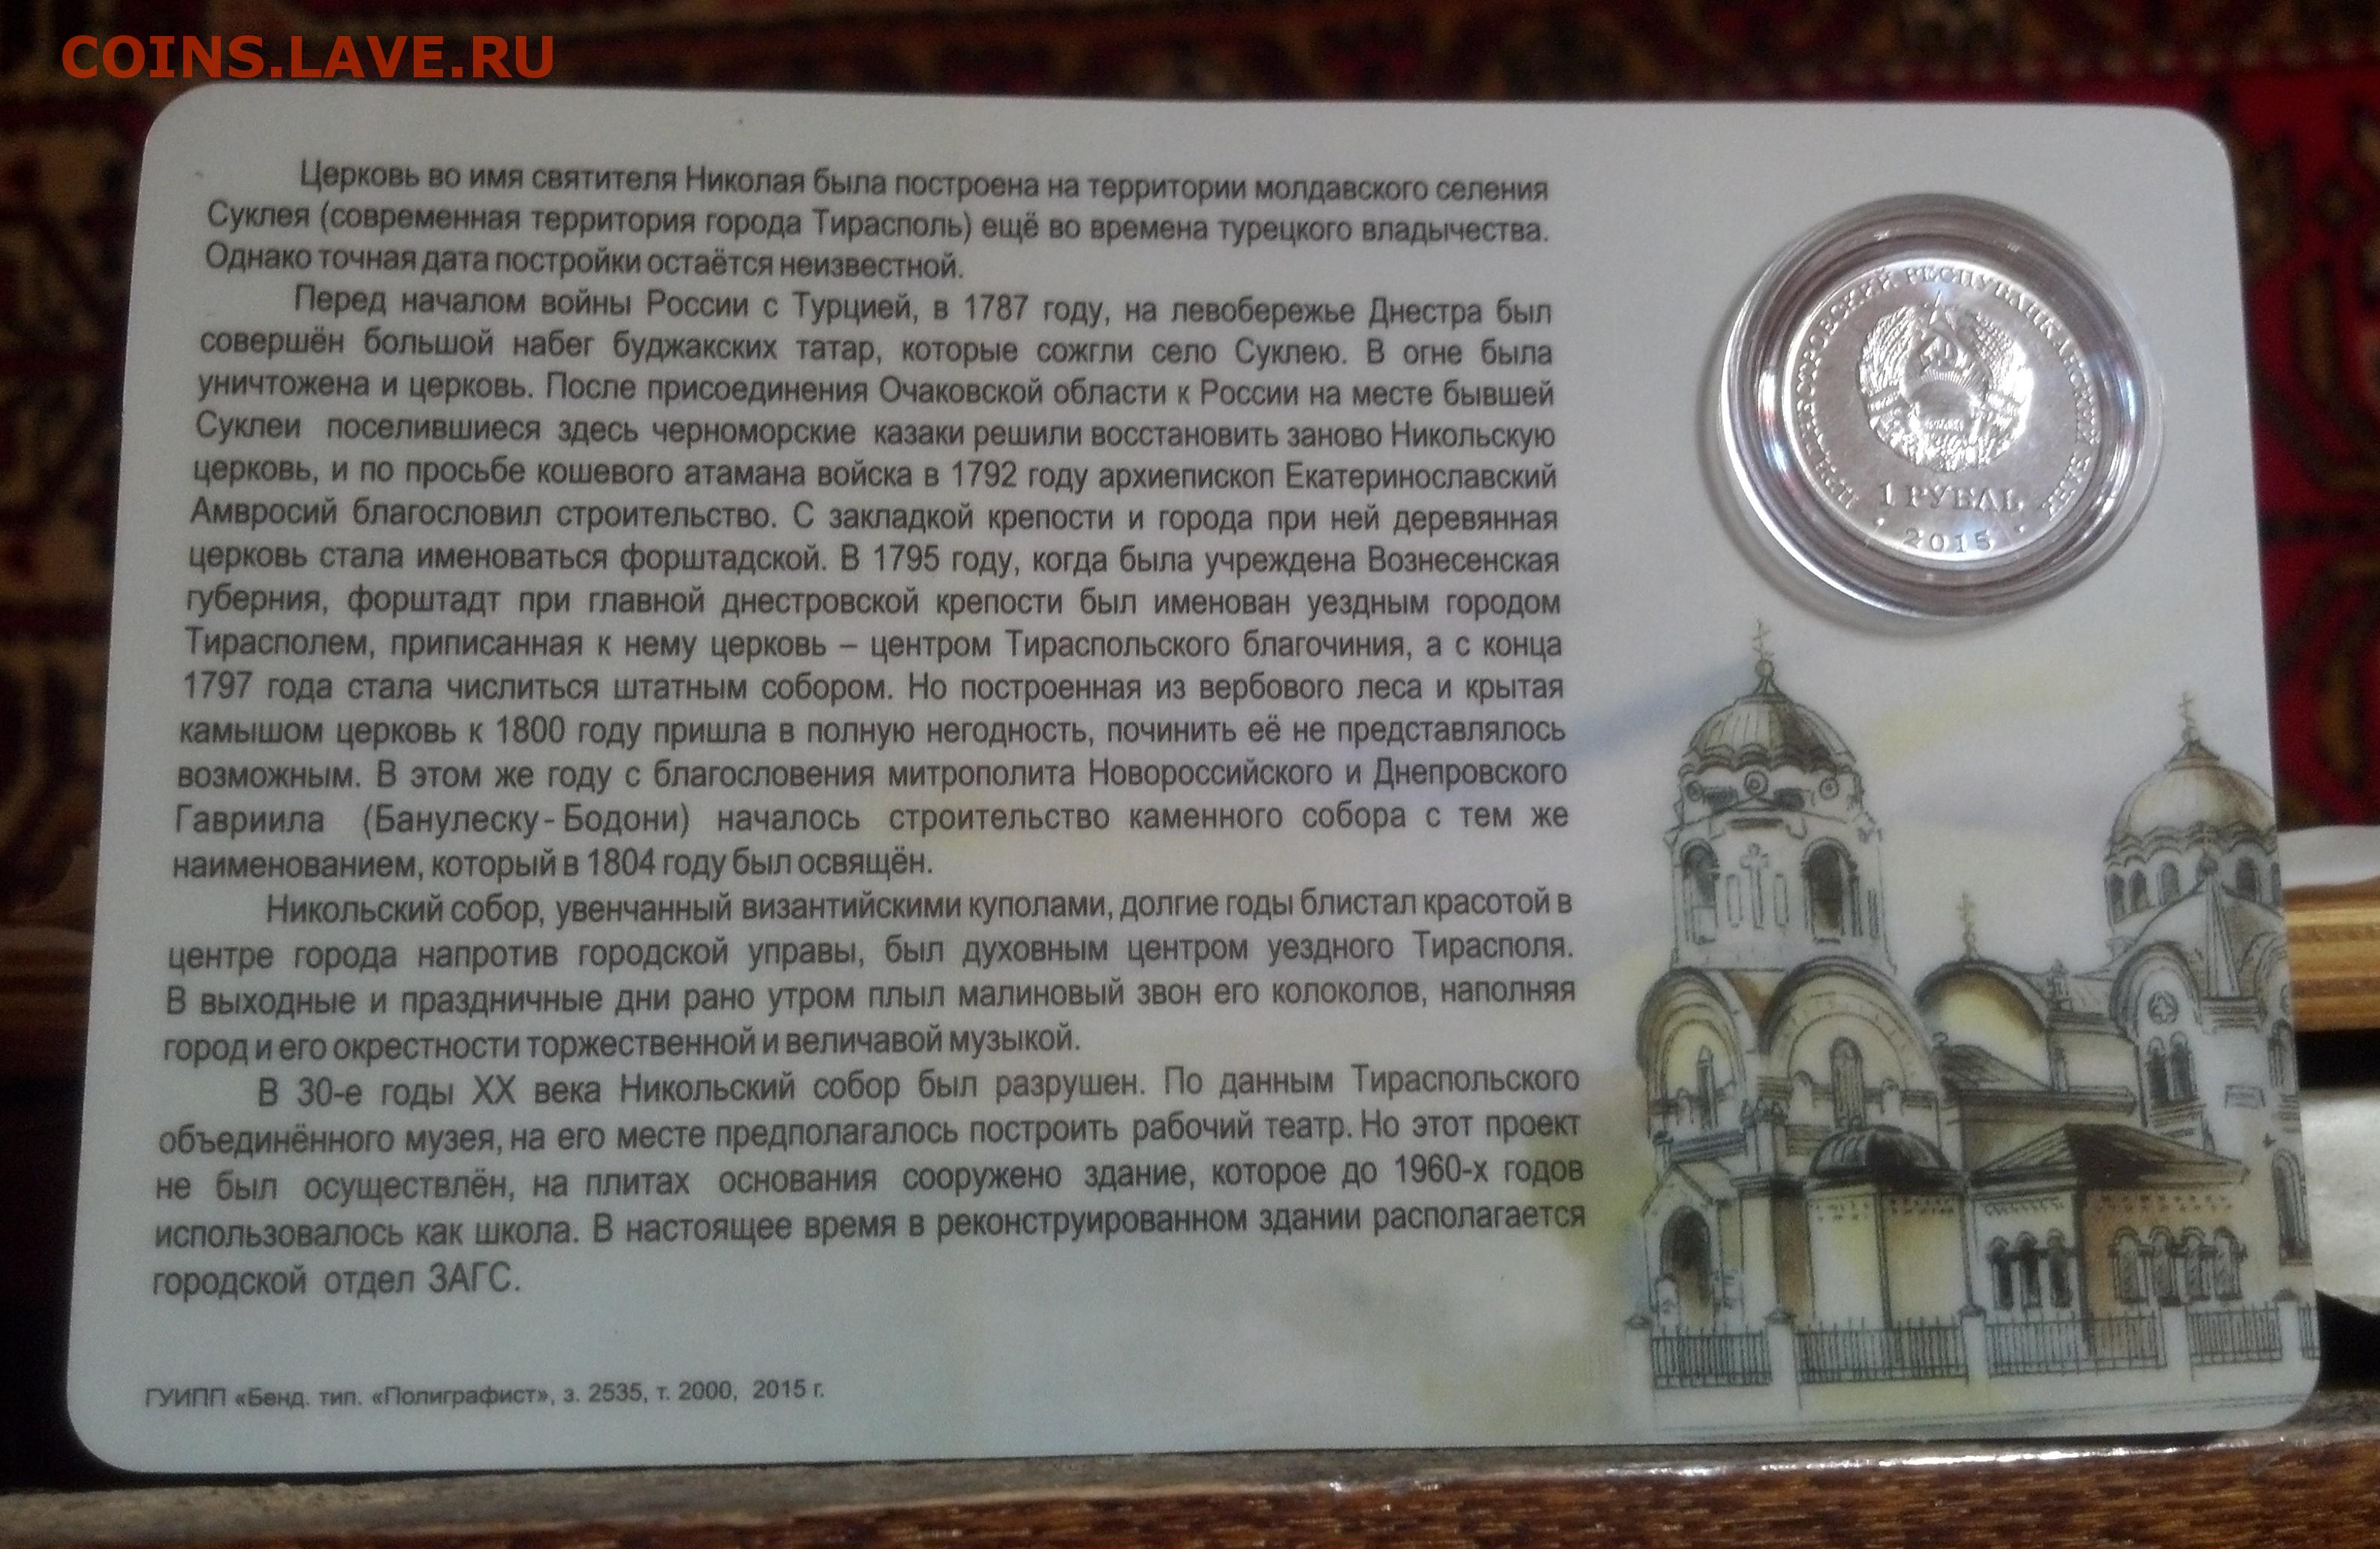 COINS.LAVE.RU
Церковь во имя святителя Николая была построена на территории молдавского селения
Суклея (современная территория города Тирасполь) ещё во времена турецкого владычества.
Однако точная дата постройки остаётся неизвестной.
Перед началом войны России с Турцией, в 1787 году, на левобережье Днестра был
совершён большой набег буджакских татар, которые сожгли село Суклею. В огне была
уничтожена и церковь. После присоединения Очаковской области к России на месте бывшей
Суклеи поселившиеся здесь черноморские казаки решили восстановить заново Никольскую
церковь, и по просьбе кошевого атамана войска в 1792 году архиепископ Екатеринославский
Амвросий благословил строительство. С закладкой крепости и города при ней деревянная
церковь стала именоваться форштадской. В 1795 году, когда была учреждена Вознесенская
губерния, форштадт при главной днестровской крепости был именован уездным городом
Тирасполем, приписанная к нему церковь – центром Тираспольского благочиния, а с конца
1797 года стала числиться штатным собором. Но построенная из вербового леса и крытая
камышом церковь к 1800 году пришла в полную негодность, починить её не представлялось
возможным. В этом же году с благословения митрополита Новороссийского и Днепровского
Гавриила (Банулеску-Бодони) началось строительство каменного собора с тем же
наименованием, который в 1804 году был освящён.
Никольский собор, увенчанный византийскими куполами, долгие годы блистал красотой в
центре города напротив городской управы, был духовным центром уездного Тирасполя.
В выходные и праздничные дни рано утром плыл малиновый звон его колоколов, наполняя
город и его окрестности торжественной и величавой музыкой.
В 30-е годы XX века Никольский собор был разрушен. По данным Тираспольского
объединённого музея, на его месте предполагалось построить рабочий театр. Но этот проект
не был осуществлён, на плитах основания сооружено здание, которое до 1960-х годов
использовалось как школа. В настоящее время в реконструированном здании располагается
городской отдел ЗАГС.
ГУИПП «Бенд. тип. «Полиграфист», з. 2535, т. 2000, 2015 г.
ПРИДНЕСТРОВСКИЙ РЕСПУБЛИКАНСКИЙ БАНК
1 РУБЛЬ
2015